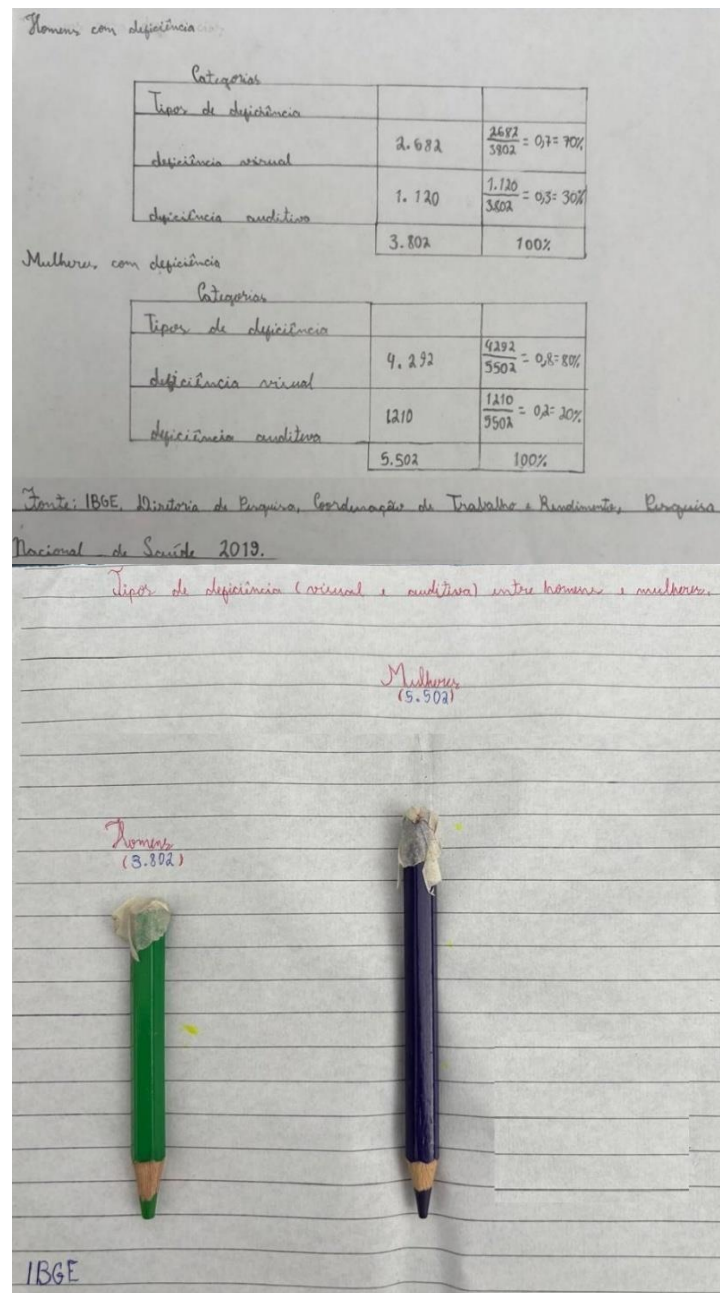 Homens com deficiência
Categorias
Tipos de deficiência
deficiência visual 2.682 2682/3802 = 0,7 = 70%
deficiência auditiva 1.120 1.120/3.802 = 0,3 = 30%
3.802 100%
Mulheres com deficiência
Categorias
Tipos de deficiência
deficiência visual 4.292 4292/5502 = 0,8 = 80%
deficiência auditiva 1210 1210/5502 = 0,2 = 20%
5.502 100%
Fonte: IBGE, Diretoria de Pesquisa, Coordenação de Trabalho e Rendimento, Pesquisa
Nacional de Saúde 2019.
Tipos de deficiência (visual e auditiva) entre homens e mulheres.
Mulheres
(5.502)
Homens
(3.802)
IBGE